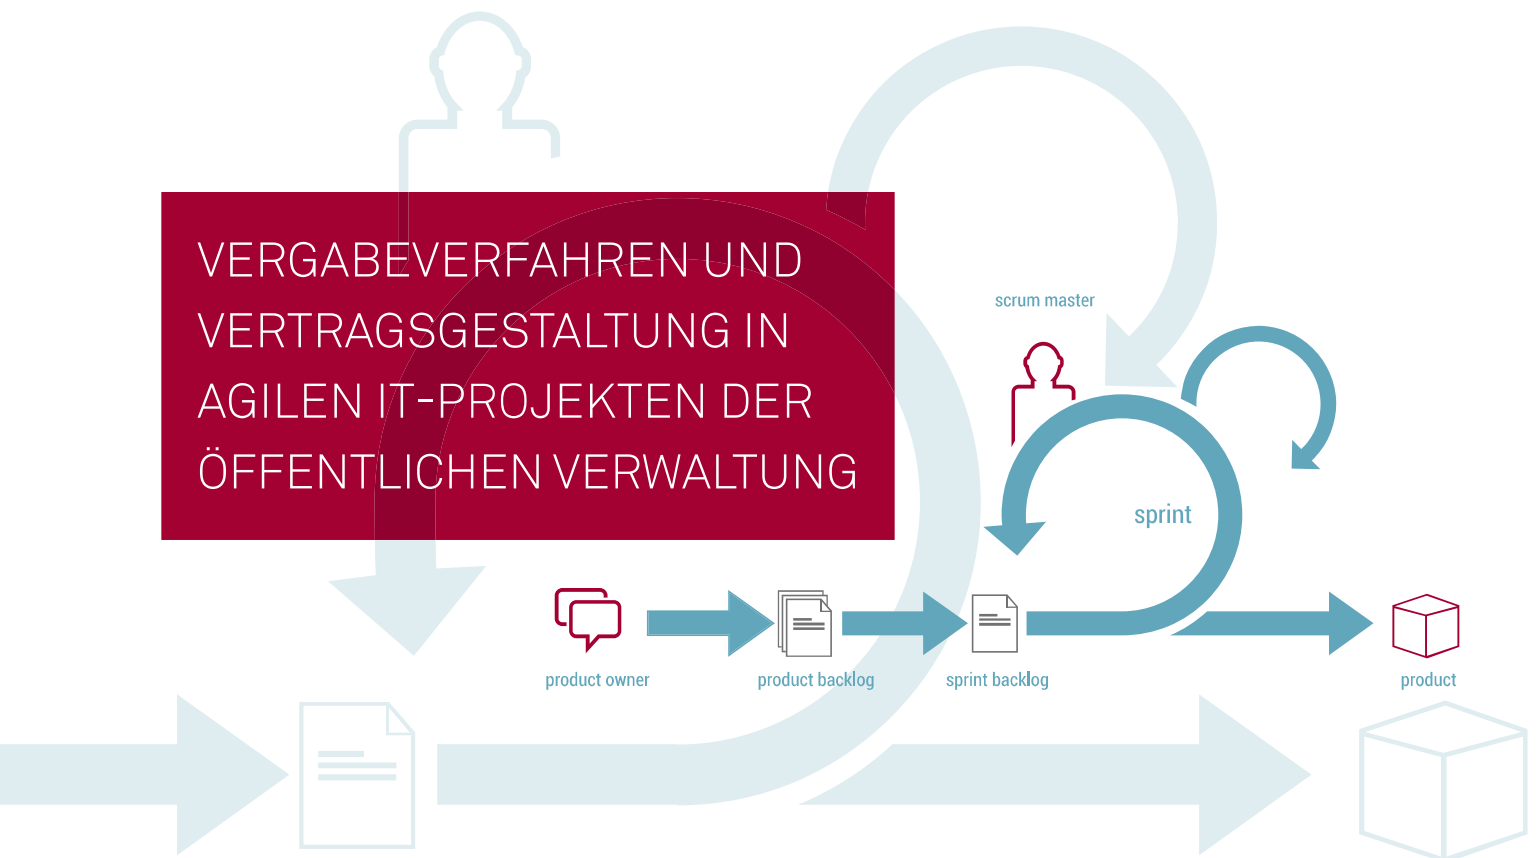 VERGABEVERFAHREN UND
VERTRAGSGESTALTUNG IN
AGILEN IT-PROJEKTEN DER
ÖFFENTLICHEN VERWALTUNG
scrum master
sprint
product owner
product backlog
sprint backlog
product